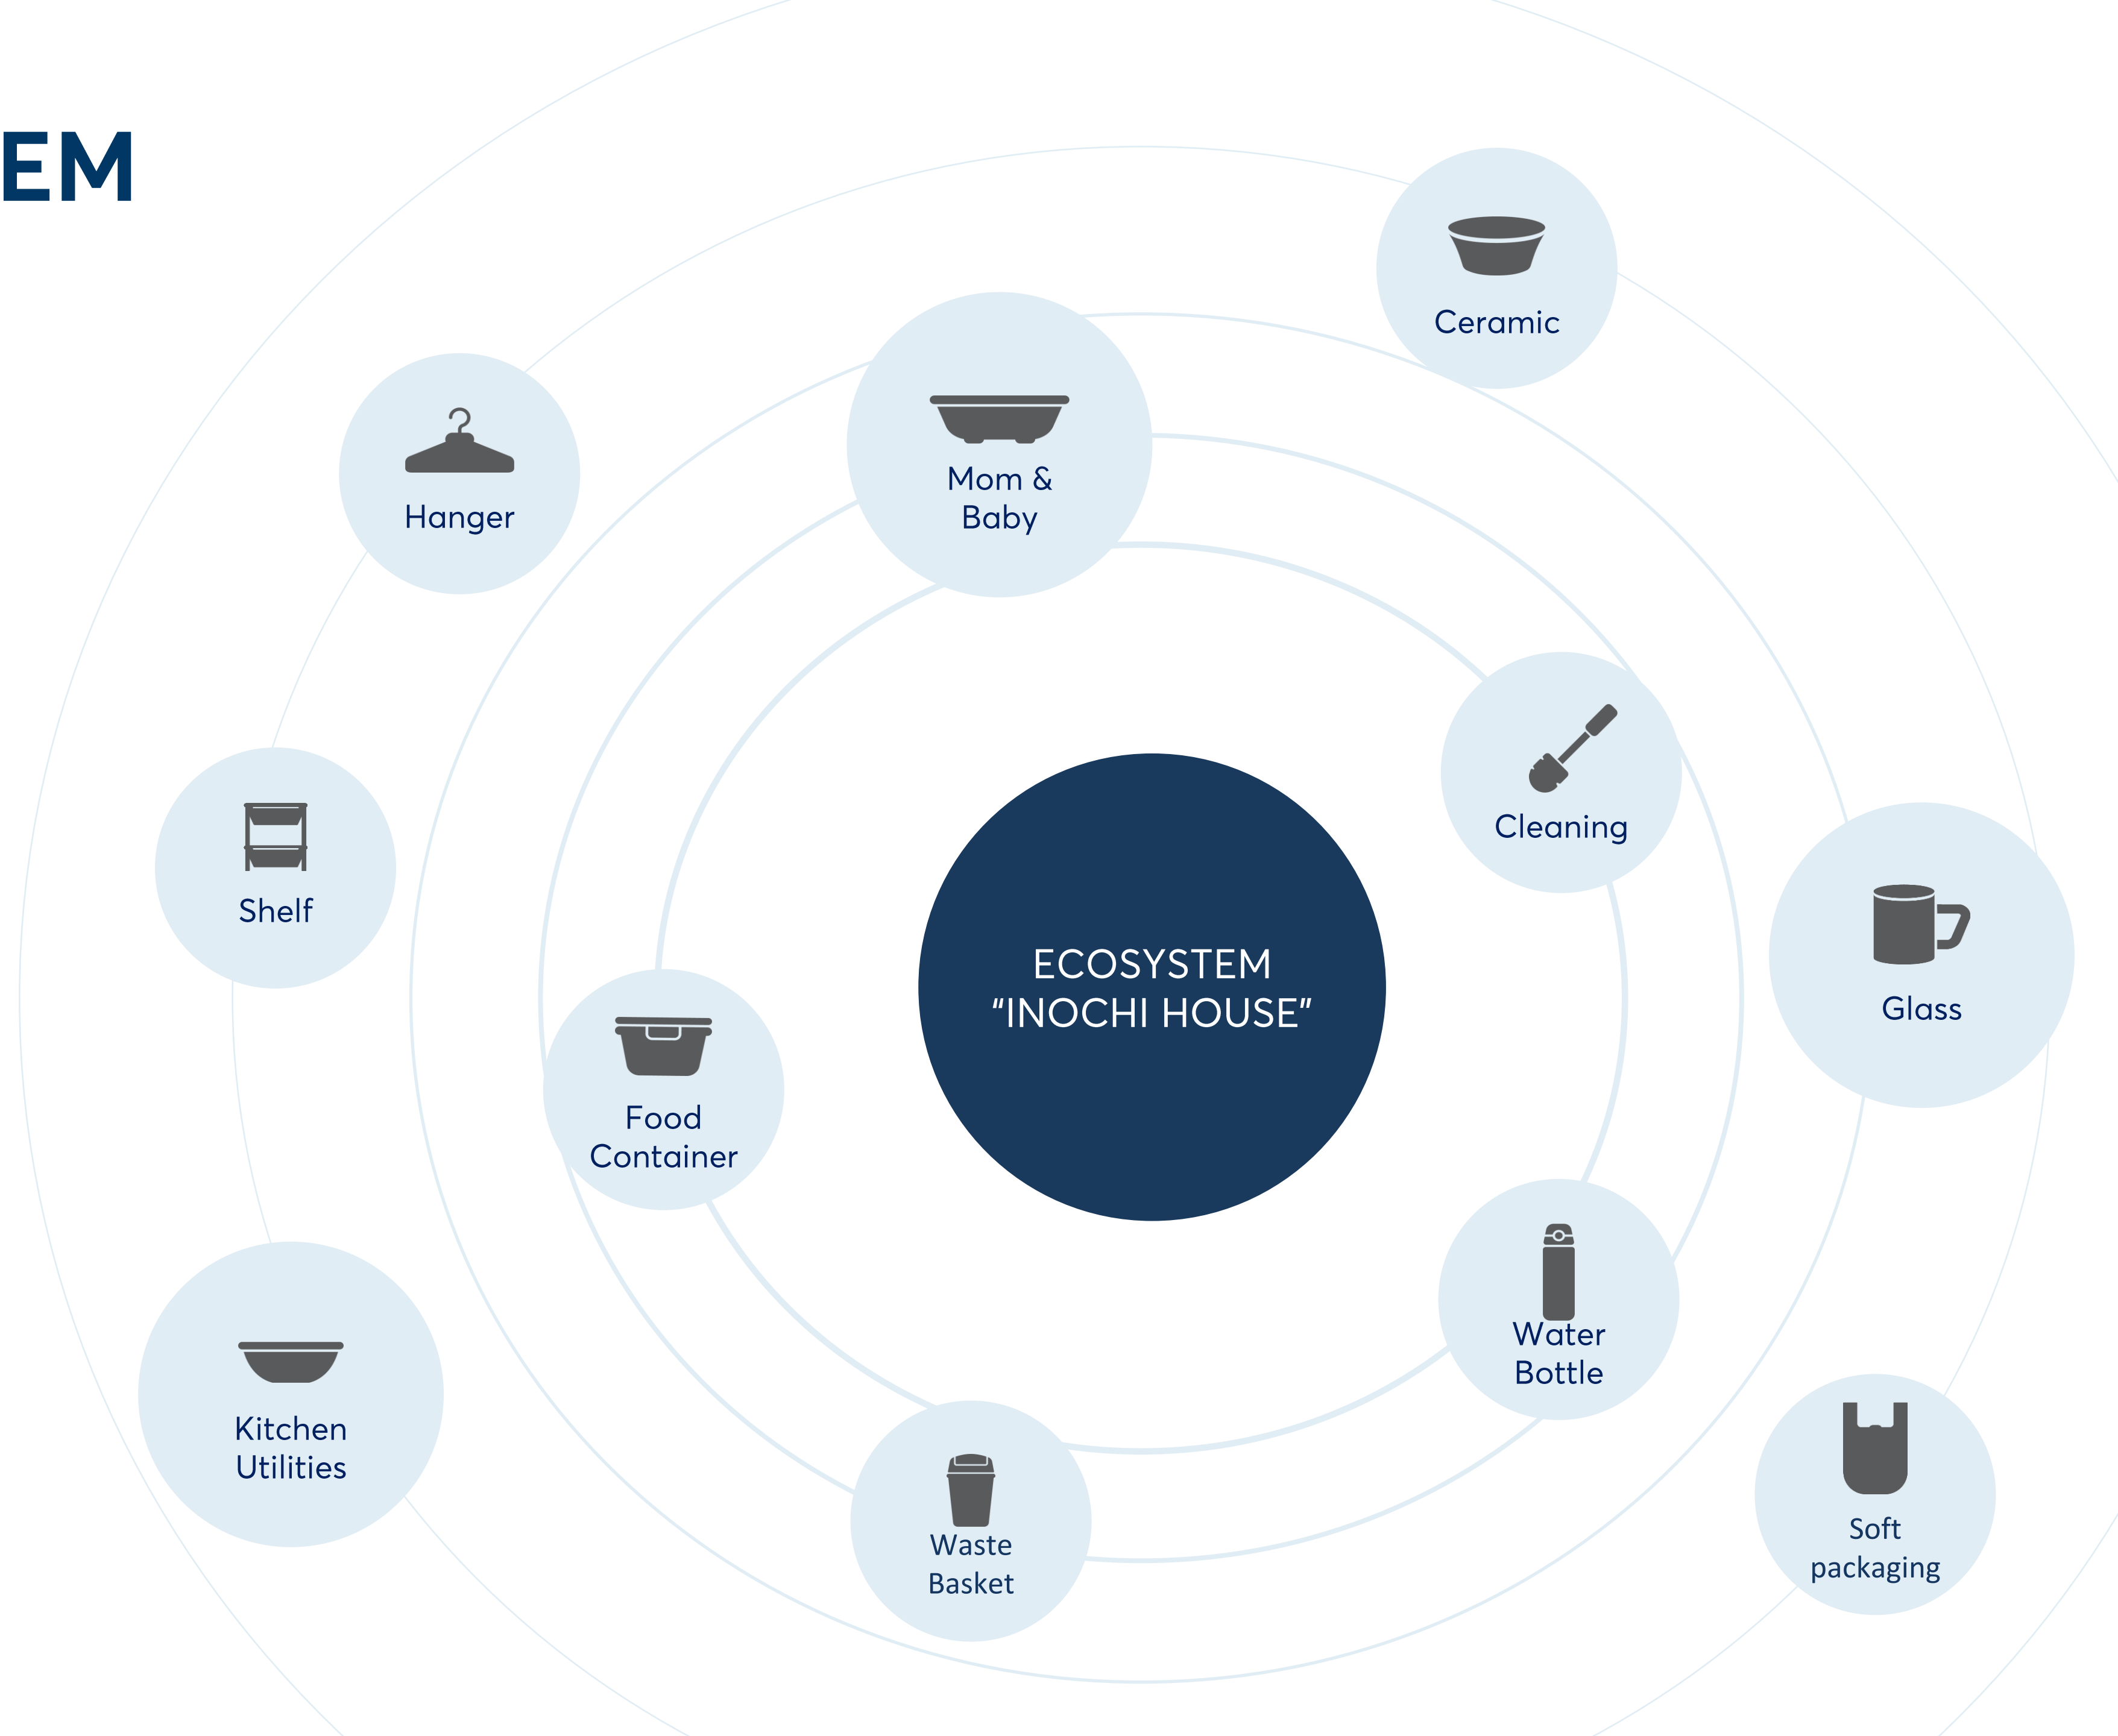 EM
Ceramic
Mom &
Baby
Hanger
Cleaning
Shelf
ECOSYSTEM
“INOCHI HOUSE”
Glass
Food
Container
Water
Bottle
Kitchen
Utilities
Waste
Basket
Soft
packaging